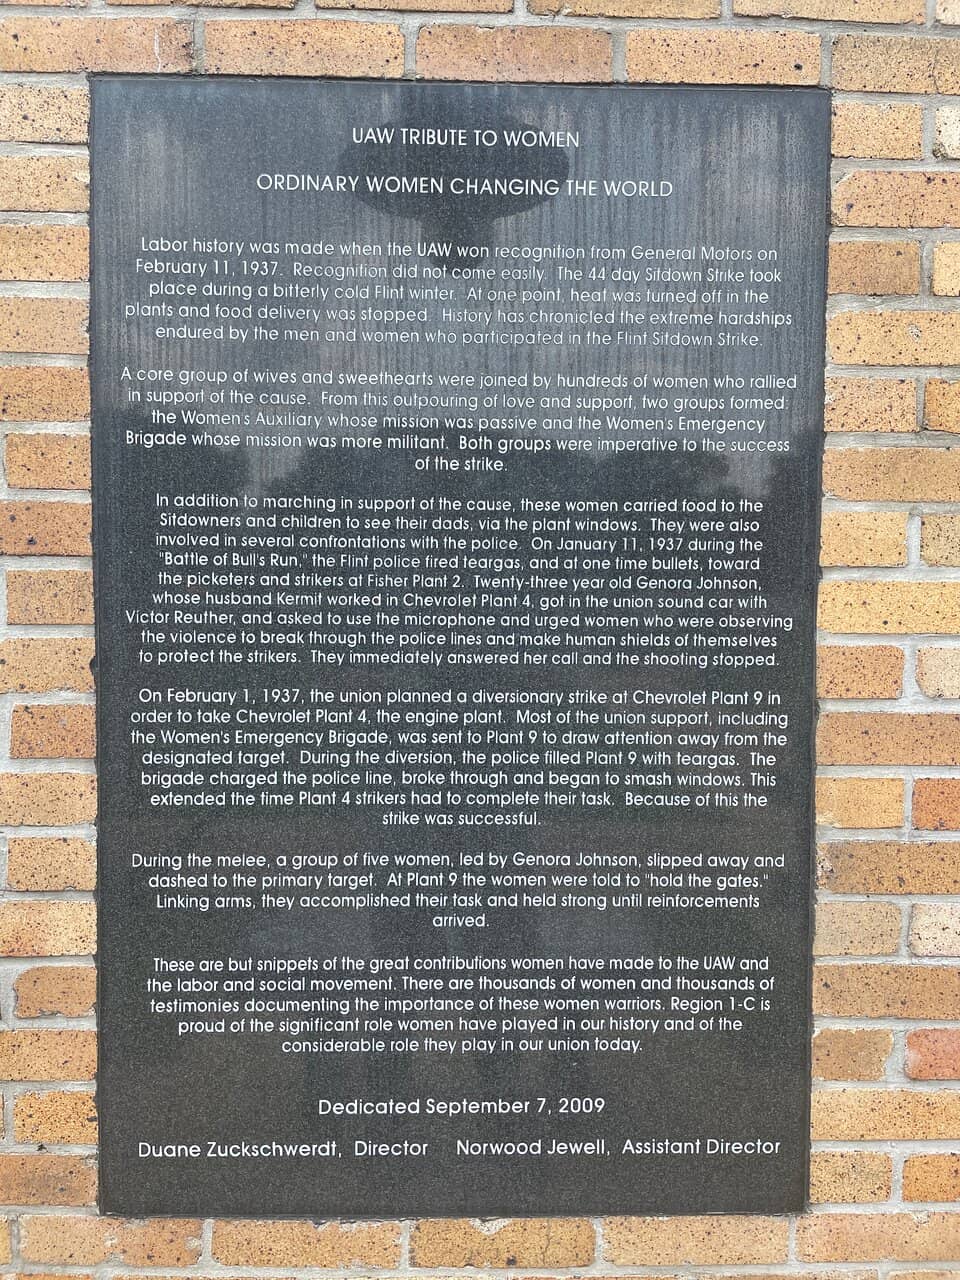 UAW TRIBUTE TO WOMEN
ORDINARY WOMEN CHANGING THE WORLD
Labor history was made when the UAW won recognition from General Motors on
February 11, 1937. Recognition did not come easily. The 44 day Sitdown Strike took
place during a bitterly cold Flint winter. At one point, heat was turned off in the
plants and food delivery was stopped. History has chronicled the extreme hardships
endured by the men and women who participated in the Flint Sitdown Strike.
A core group of wives and sweethearts were joined by hundreds of women who rallied
in support of the cause. From this outpouring of love and support, two groups formed:
the Women's Auxiliary whose mission was passive and the Women's Emergency
Brigade whose mission was more militant. Both groups were imperative to the success
of the strike.
In addition to marching in support of the cause, these women carried food to the
Sitdowners and children to see their dads, via the plant windows. They were also
involved in several confrontations with the police. On January 11, 1937 during the
"Battle of Bull's Run," the Flint police fired teargas, and at one time bullets, toward
the picketers and strikers at Fisher Plant 2. Twenty-three year old Genora Johnson,
whose husband Kermit worked in Chevrolet Plant 4, got in the union sound car with
Victor Reuther, and asked to use the microphone and urged women who were observing
the violence to break through the police lines and make human shields of themselves
to protect the strikers. They immediately answered her call and the shooting stopped.
On February 1, 1937, the union planned a diversionary strike at Chevrolet Plant 9 in
order to take Chevrolet Plant 4, the engine plant. Most of the union support, including
the Women's Emergency Brigade, was sent to Plant 9 to draw attention away from the
designated target. During the diversion, the police filled Plant 9 with teargas. The
brigade charged the police line, broke through and began to smash windows. This
extended the time Plant 4 strikers had to complete their task. Because of this the
strike was successful.
During the melee, a group of five women, led by Genora Johnson, slipped away and
dashed to the primary target. At Plant 9 the women were told to "hold the gates."
Linking arms, they accomplished their task and held strong until reinforcements
arrived.
These are but snippets of the great contributions women have made to the UAW and
the labor and social movement. There are thousands of women and thousands of
testimonies documenting the importance of these women warriors. Region 1-C is
proud of the significant role women have played in our history and of the
considerable role they play in our union today.
Dedicated September 7, 2009
Duane Zuckschwerdt, Director Norwood Jewell, Assistant Director